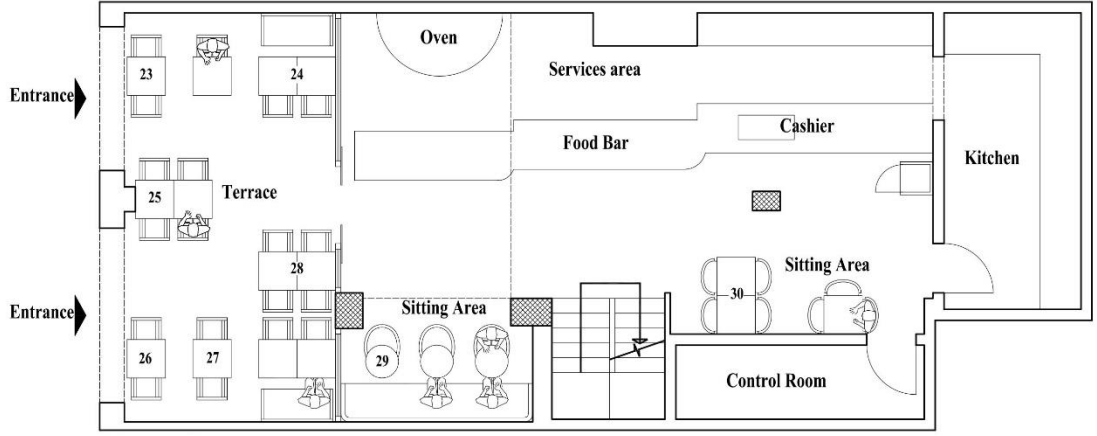 Oven
Services area
23
24
Entrance
Food Bar
Cashier
Kitchen
25
Terrace
28
Sitting Area
30
Entrance
Sitting Area
26
27
29
Control Room